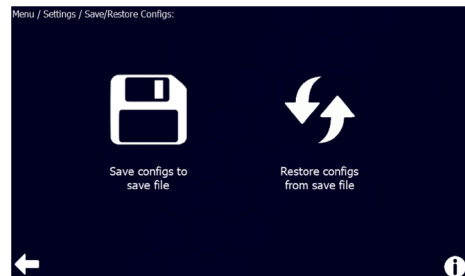 Menu / Settings / Save/Restore Configs:
Save configs to
save file
Restore configs
from save file
i